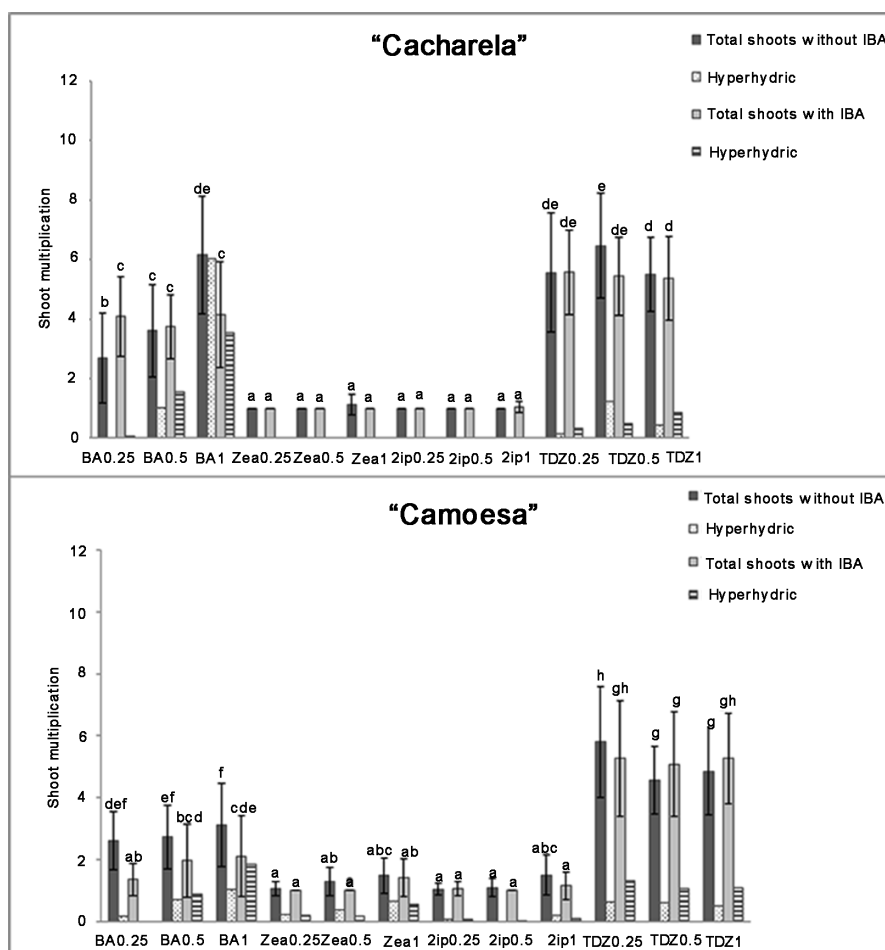 “Cacharela”
Total shoots without IBA
Hyperhydric
Total shoots with IBA
Hyperhydric
Shoot multiplication
12
10
8
6
4
2
0
b c c c de c a a a a a a a a a a a a de de e de d d
BA0.25 BA0.5 BA1 Zea0.25 Zea0.5 Zea1 2ip0.25 2ip0.5 2ip1 TDZ0.25 TDZ0.5 TDZ1
“Camoesa”
Total shoots without IBA
Hyperhydric
Total shoots with IBA
Hyperhydric
Shoot multiplication
12
10
8
6
4
2
0
def ab ef bcd f cde a a ab a abc ab a a a a abc a h gh g g g gh
BA0.25 BA0.5 BA1 Zea0.25 Zea0.5 Zea1 2ip0.25 2ip0.5 2ip1 TDZ0.25 TDZ0.5 TDZ1